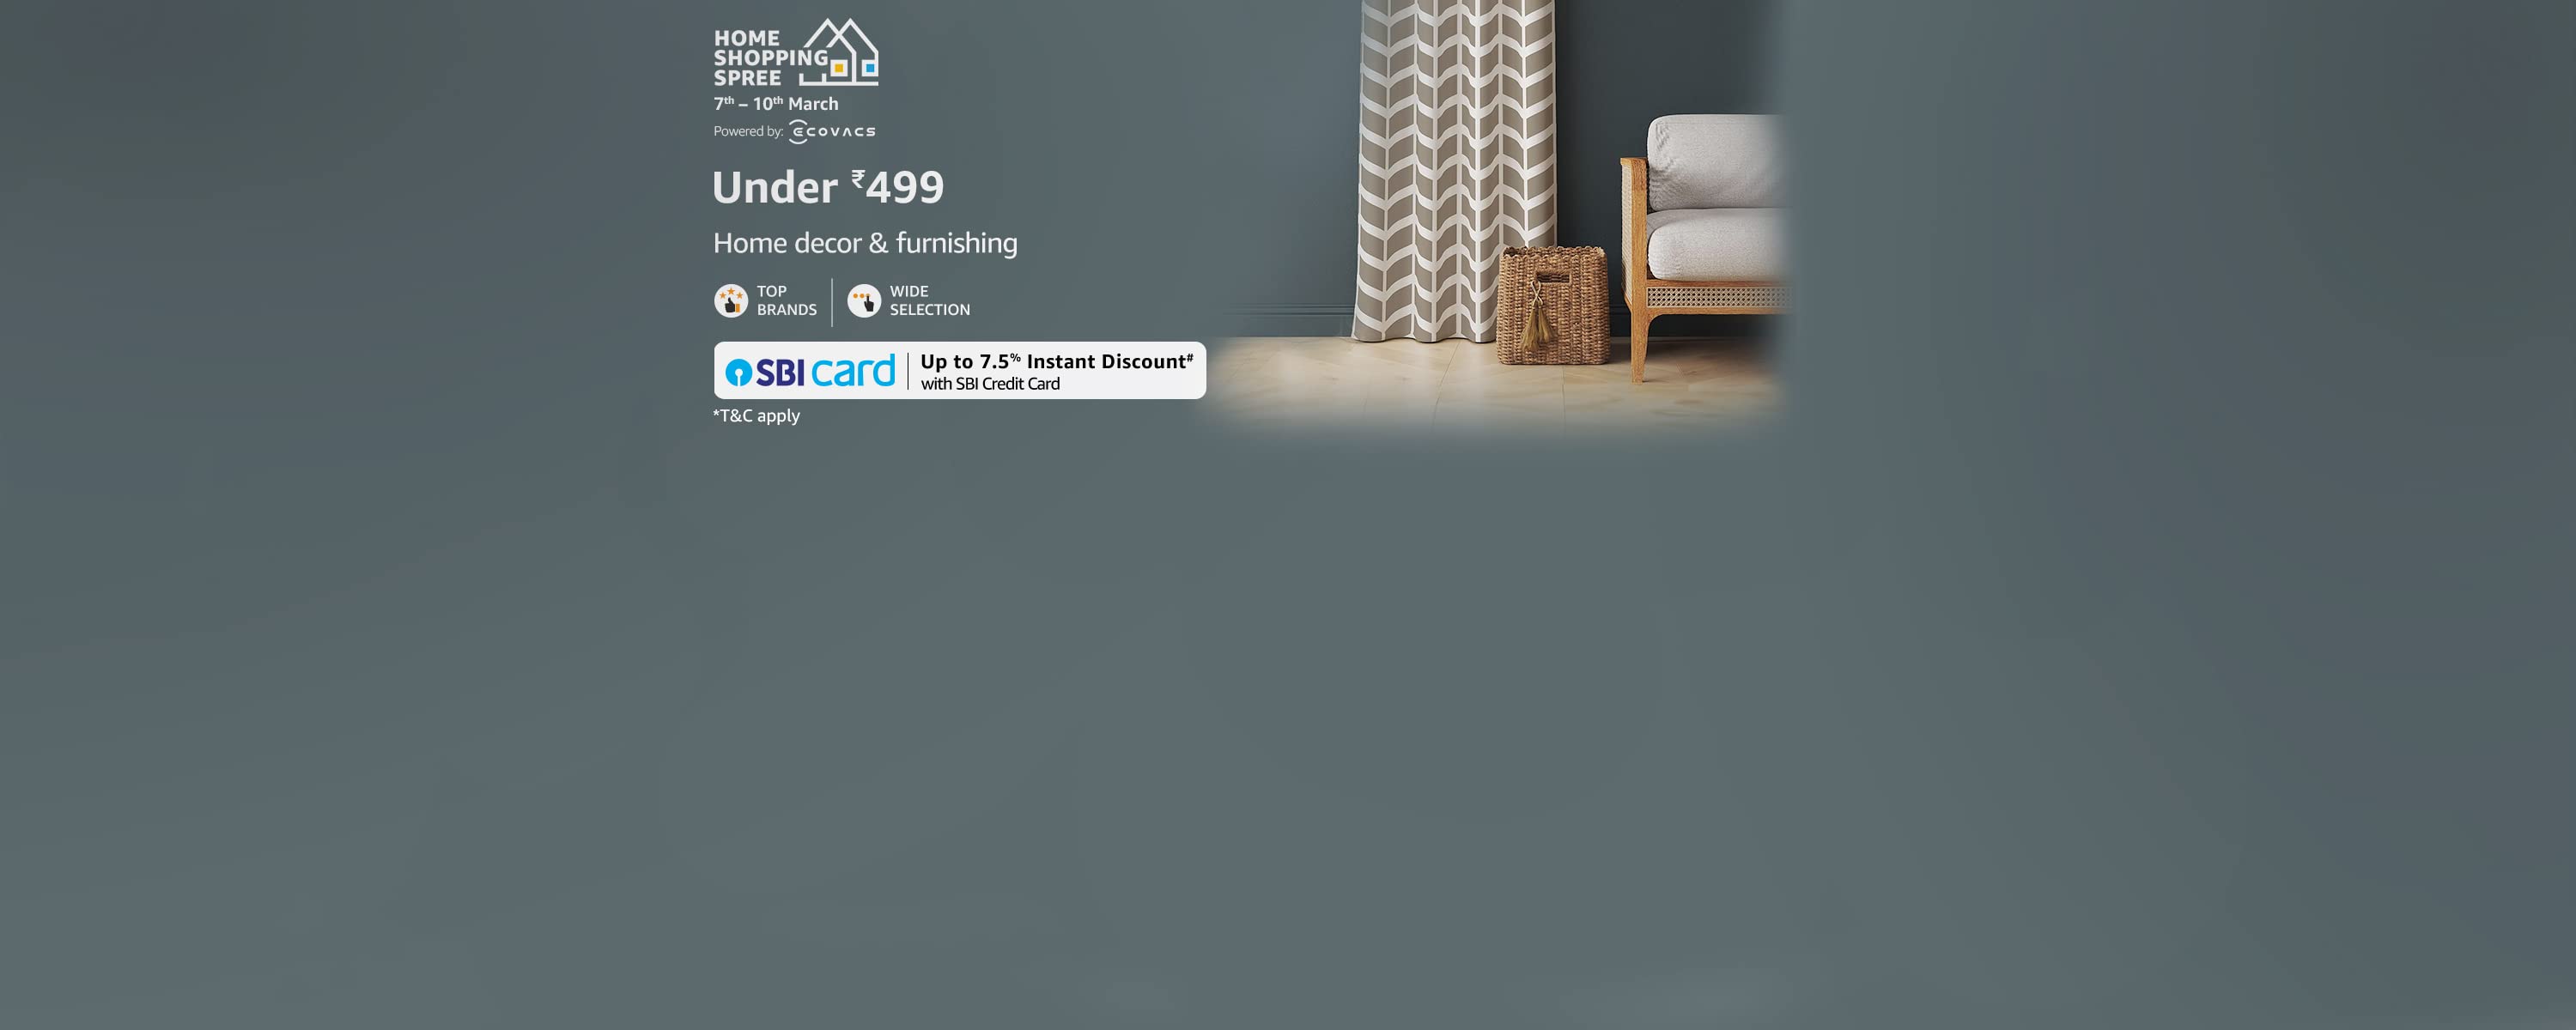 HOME
SHOPPING
SPREE
7th – 10th March
Powered by: ECOVACS
Under ₹499
Home decor & furnishing
TOP
BRANDS
WIDE
SELECTION
SBI card
Up to 7.5% Instant Discount#
with SBI Credit Card
*T&C apply